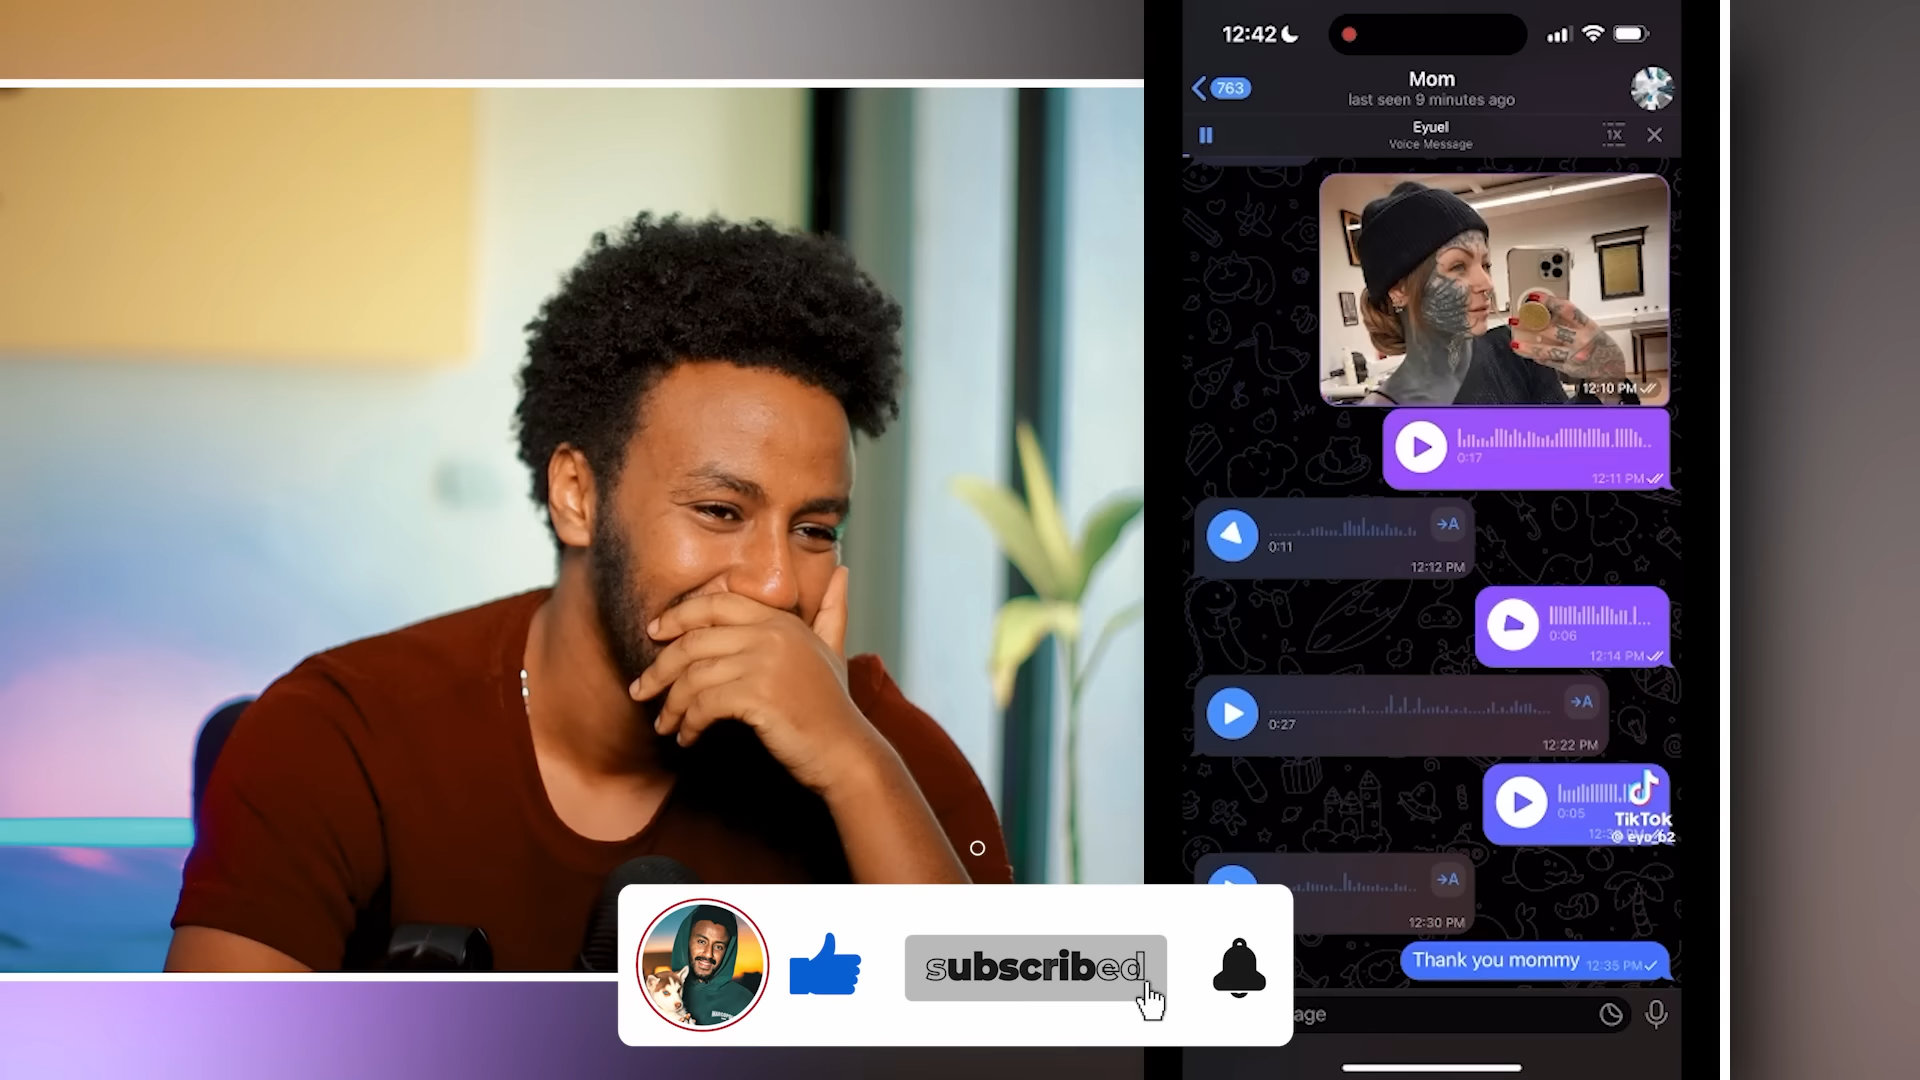 12:42
763
Mom
last seen 9 minutes ago
Eyuel
Voice Message
1X
12:10 PM
0:17
12:11 PM
0:11
→A
12:12 PM
0:06
12:14 PM
0:27
→A
12:22 PM
0:05
TikTok
@eyo_b2
→A
12:30 PM
Thank you mommy 12:35 PM
subscribed